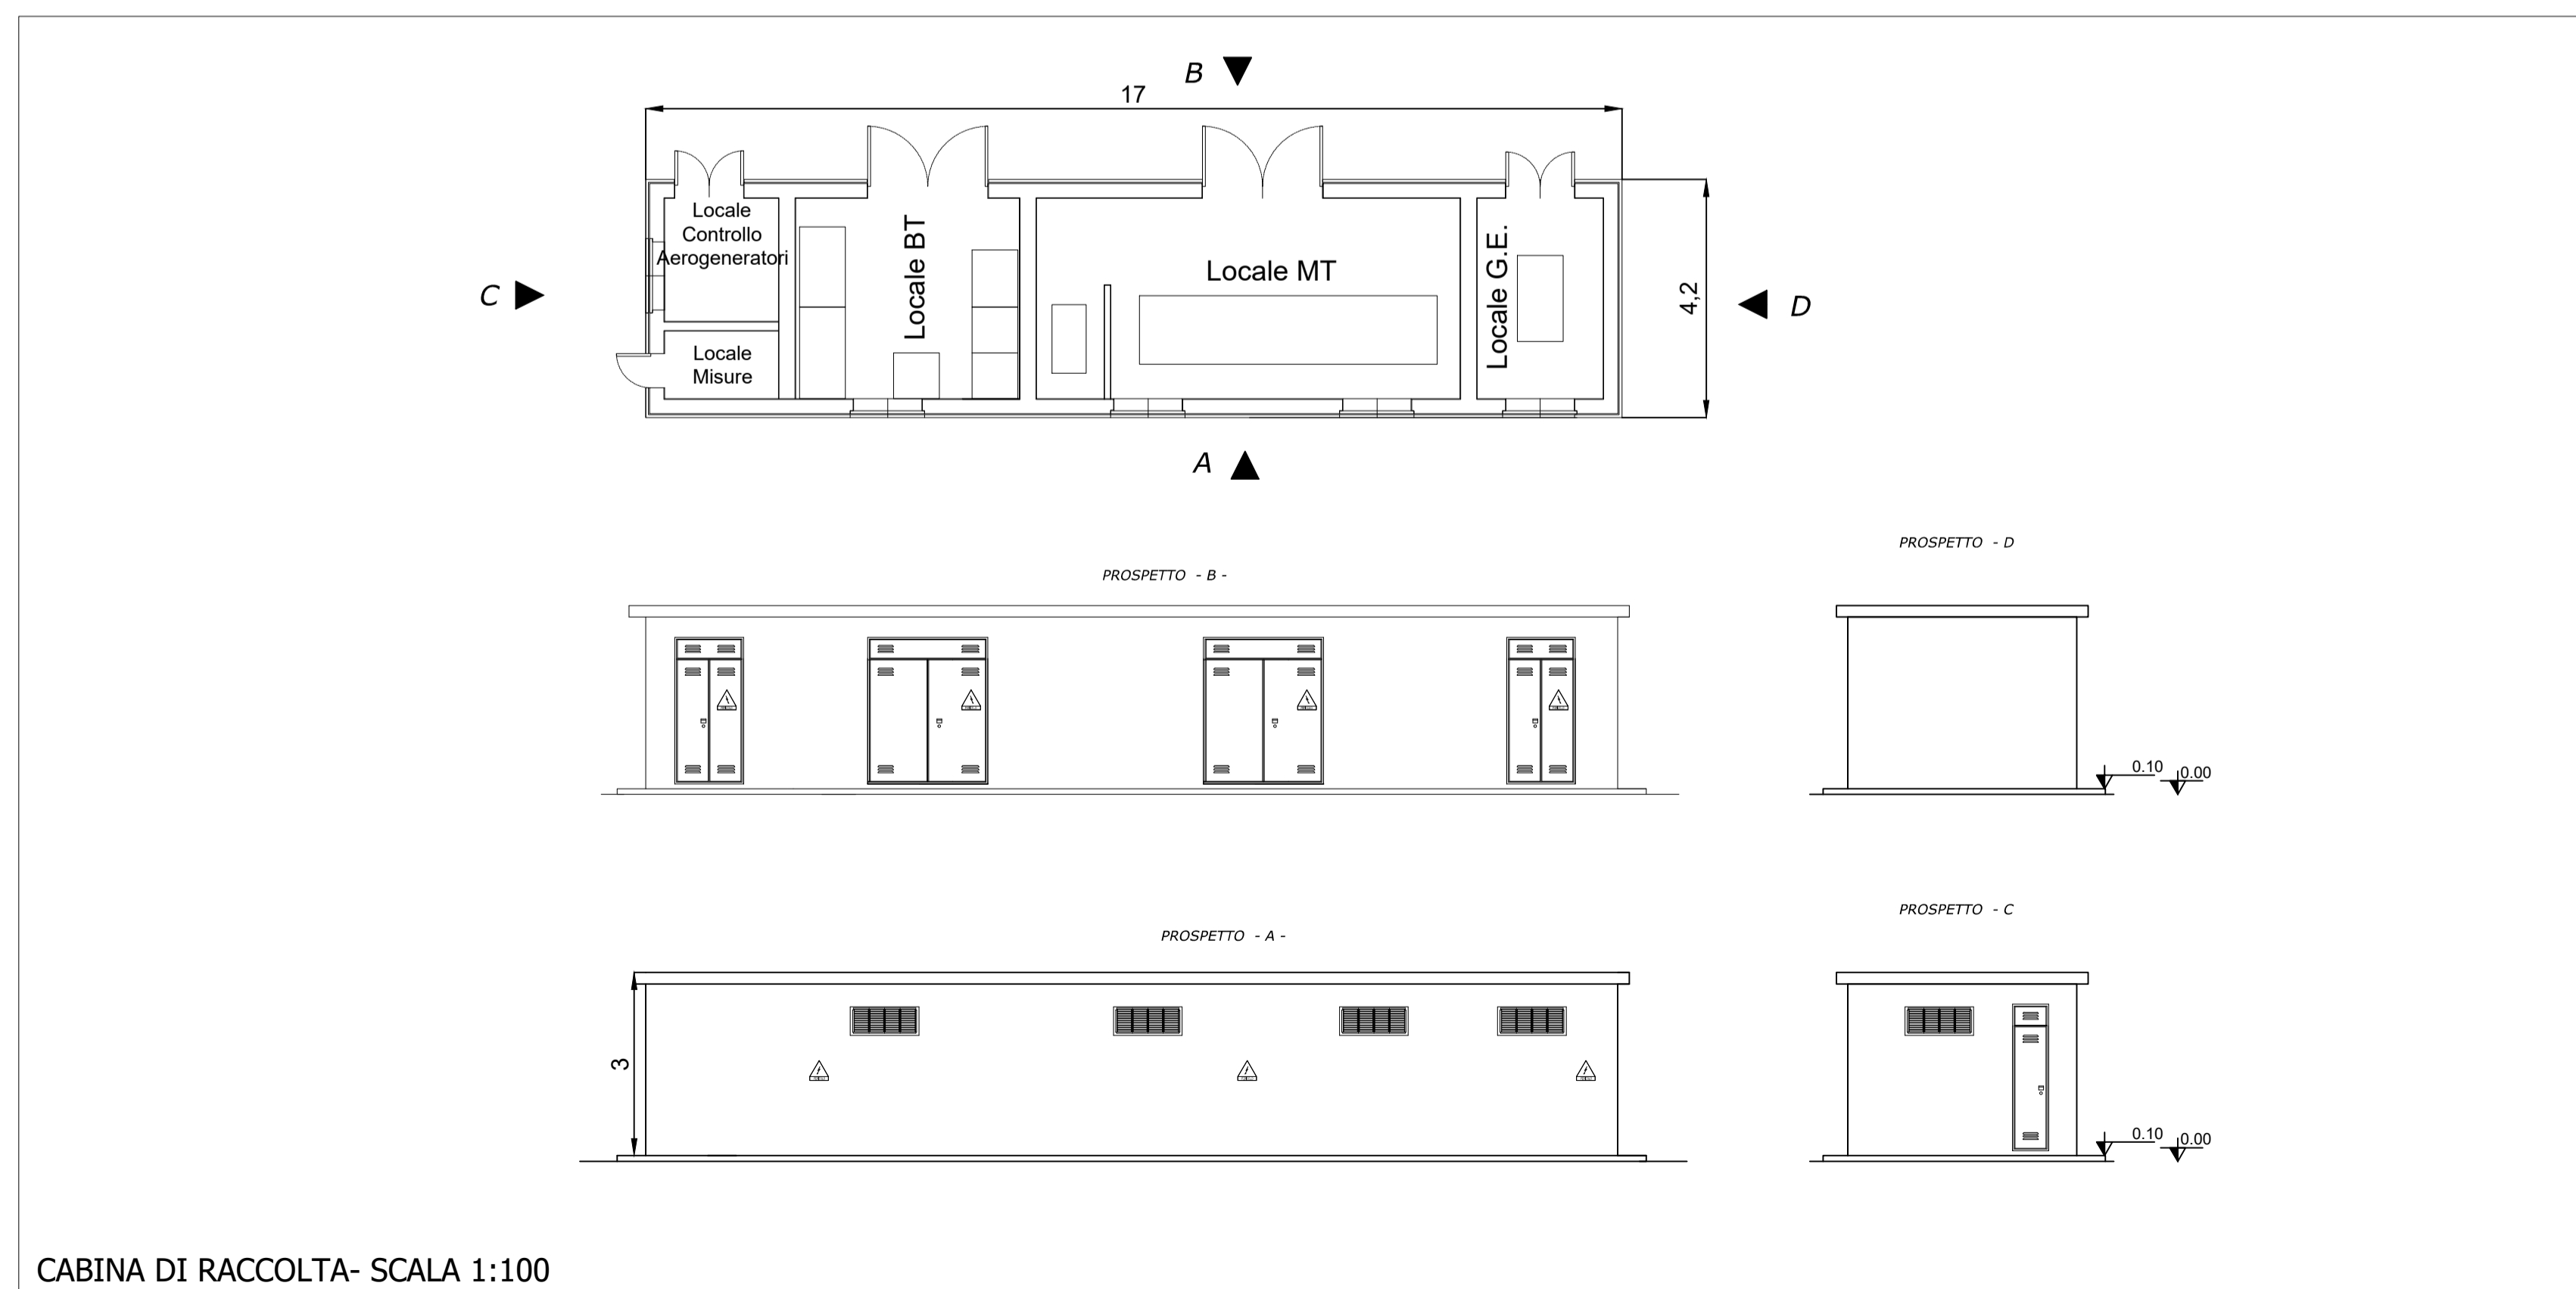 B
17
Locale
Controllo
Aerogeneratori
Locale BT
Locale MT
Locale G.E.
C
4,2
D
Locale
Misure
A
PROSPETTO - D
PROSPETTO - B -
0.10
0.00
PROSPETTO - C
PROSPETTO - A -
3
0.10
0.00
CABINA DI RACCOLTA- SCALA 1:100